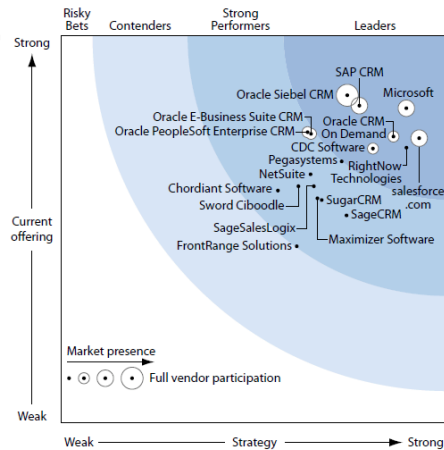 Risky
Bets
Contenders
Strong
Performers
Leaders
Strong
Current
offering
Weak
SAP CRM
Oracle Siebel CRM
Microsoft
Oracle E-Business Suite CRM
Oracle CRM
On Demand
Oracle PeopleSoft Enterprise CRM
CDC Software
Pegasystems
RightNow
Technologies
NetSuite
salesforce
.com
Chordiant Software
Sword Ciboodle
SugarCRM
SageCRM
SageSalesLogix
Maximizer Software
FrontRange Solutions
Market presence
Full vendor participation
Weak
Strategy
Strong